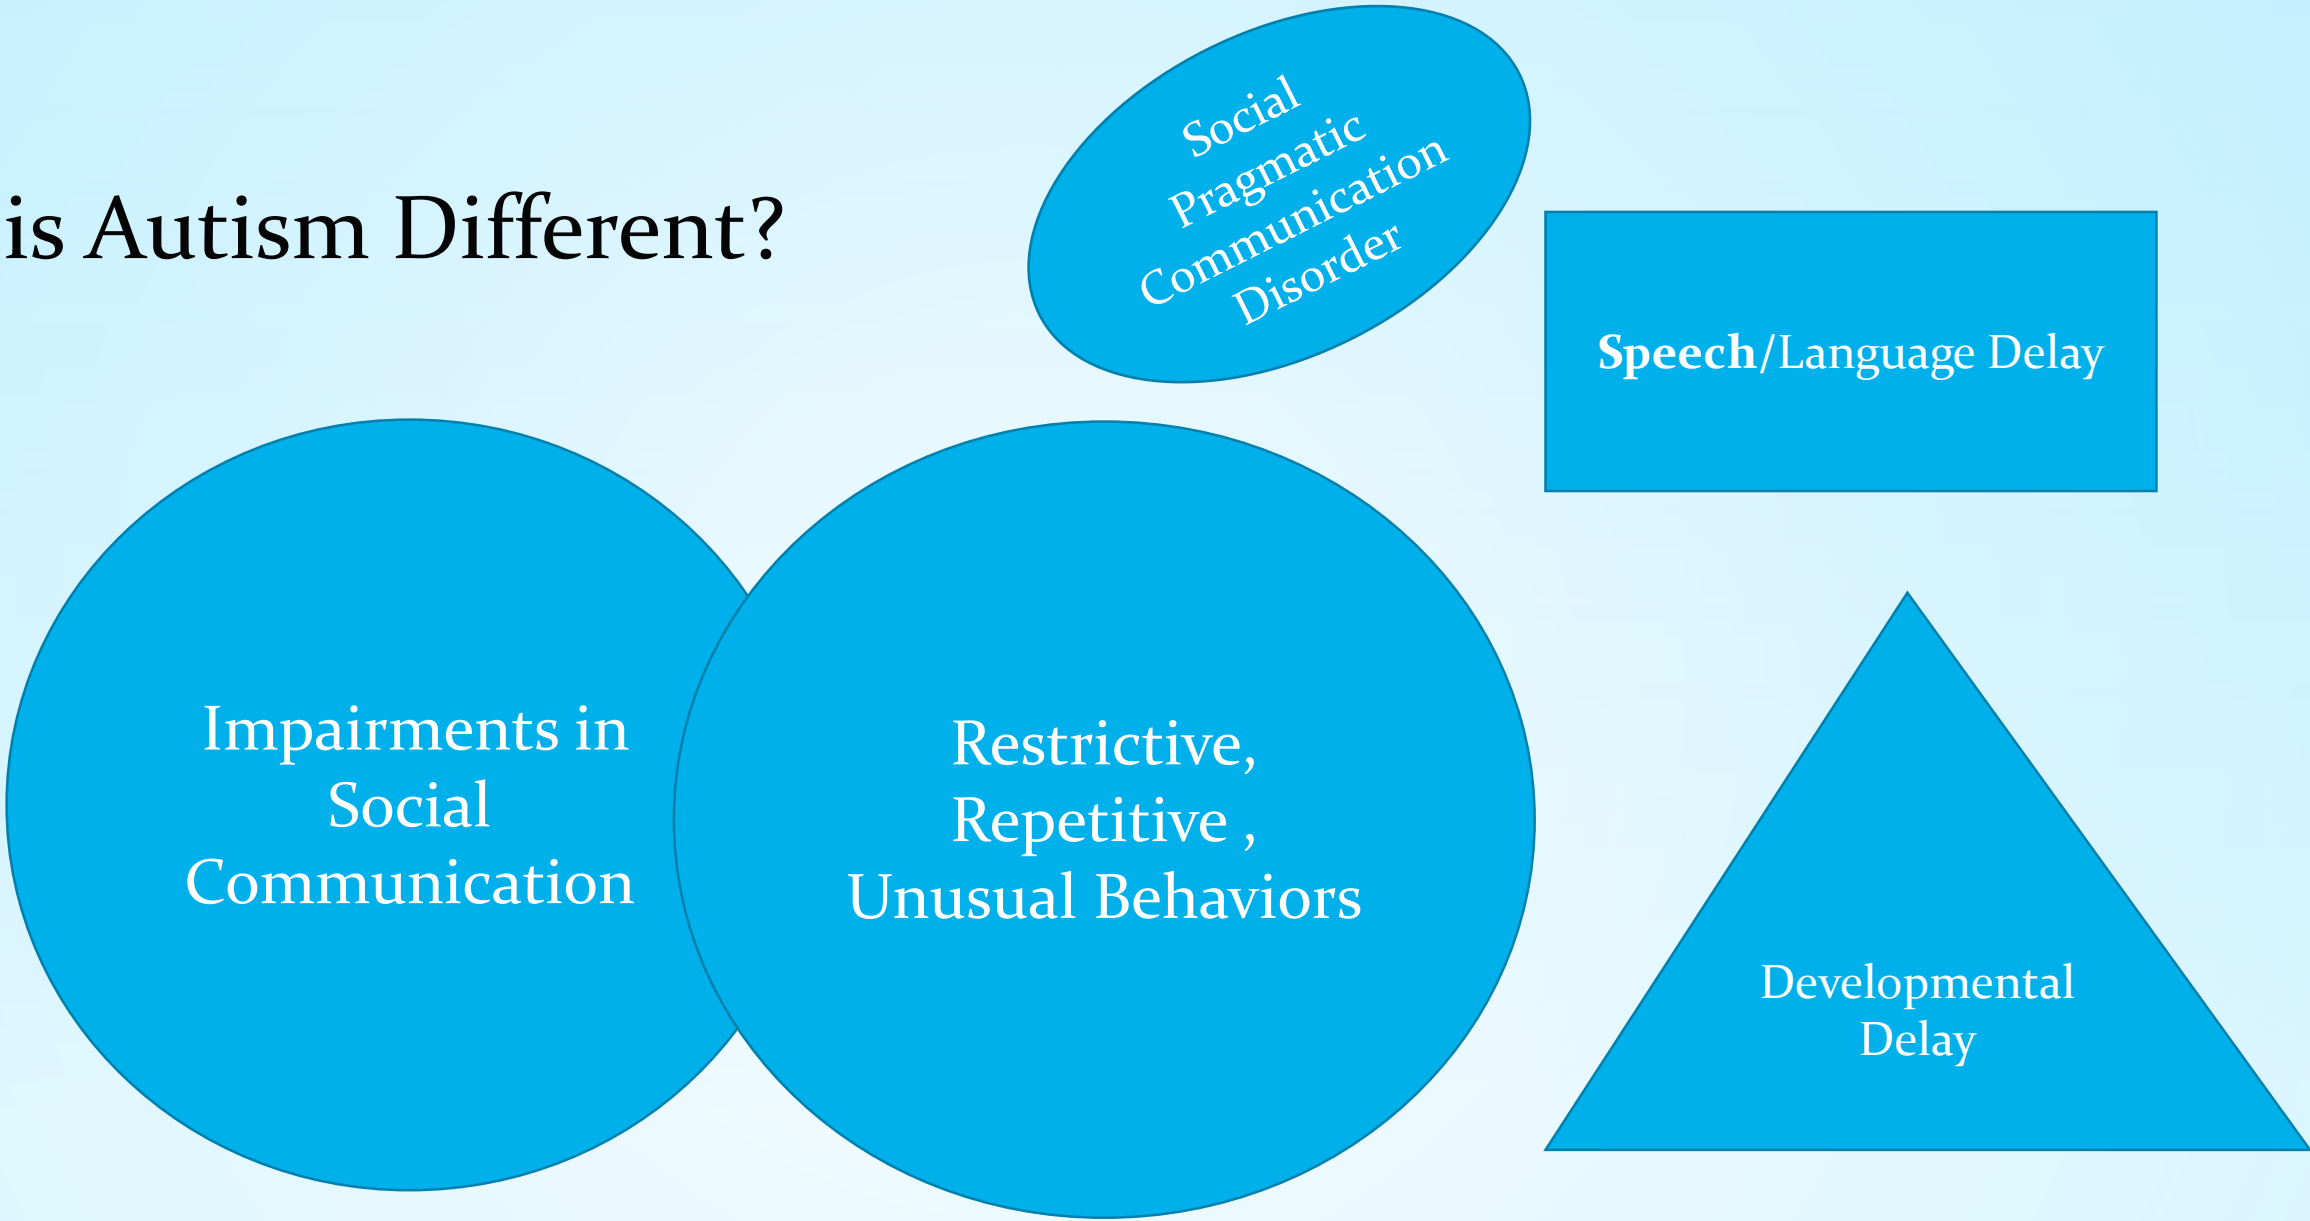 is Autism Different?
Social
Pragmatic
Communication
Disorder
Speech/Language Delay
Impairments in
Social
Communication
Restrictive,
Repetitive ,
Unusual Behaviors
Developmental
Delay